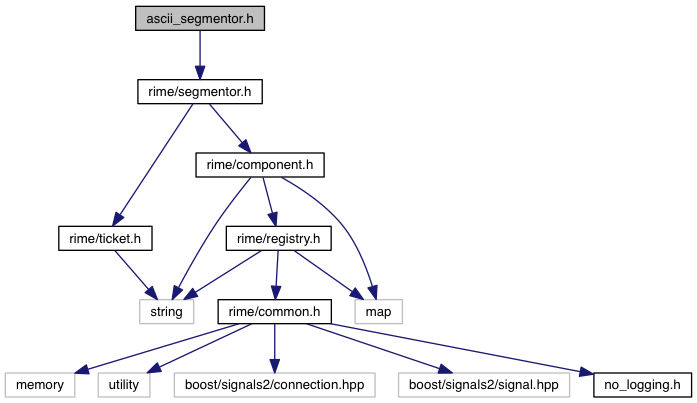 ascii_segmentor.h
rime/segmentor.h
rime/component.h
rime/ticket.h
rime/registry.h
string
rime/common.h
map
memory
utility
boost/signals2/connection.hpp
boost/signals2/signal.hpp
no_logging.h